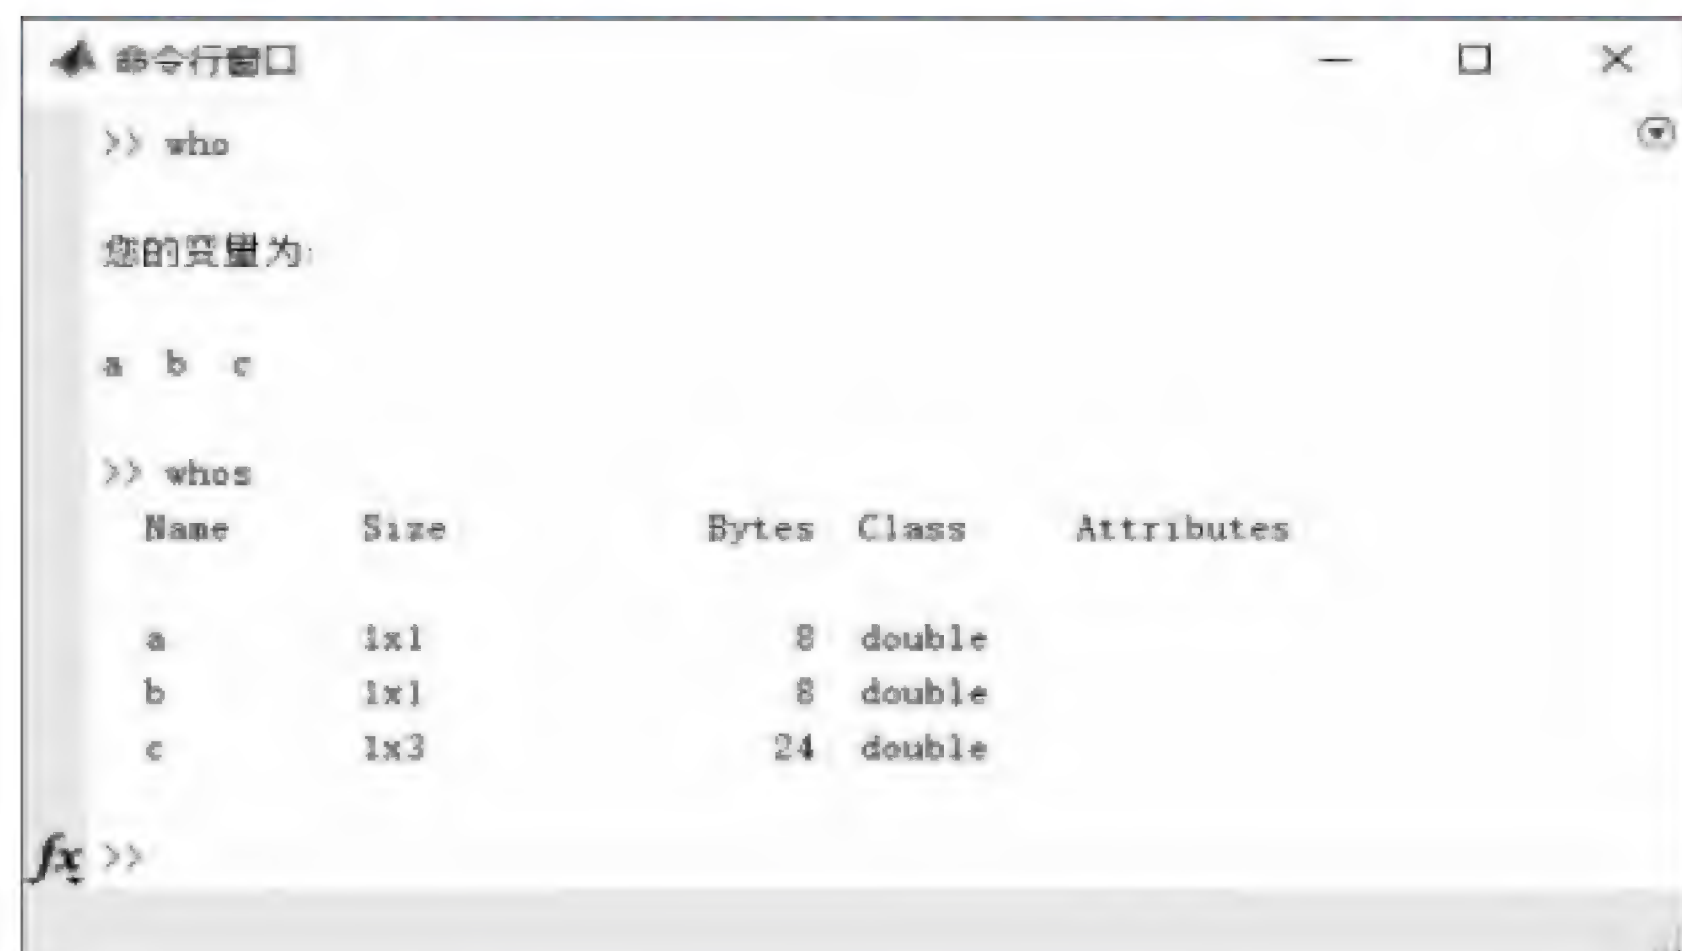 命令行窗口
>> who
您的变量为:
a b c
>> whos
Name Size Bytes Class Attributes
a 1x1 8 double
b 1x1 8 double
c 1x3 24 double
fx >>